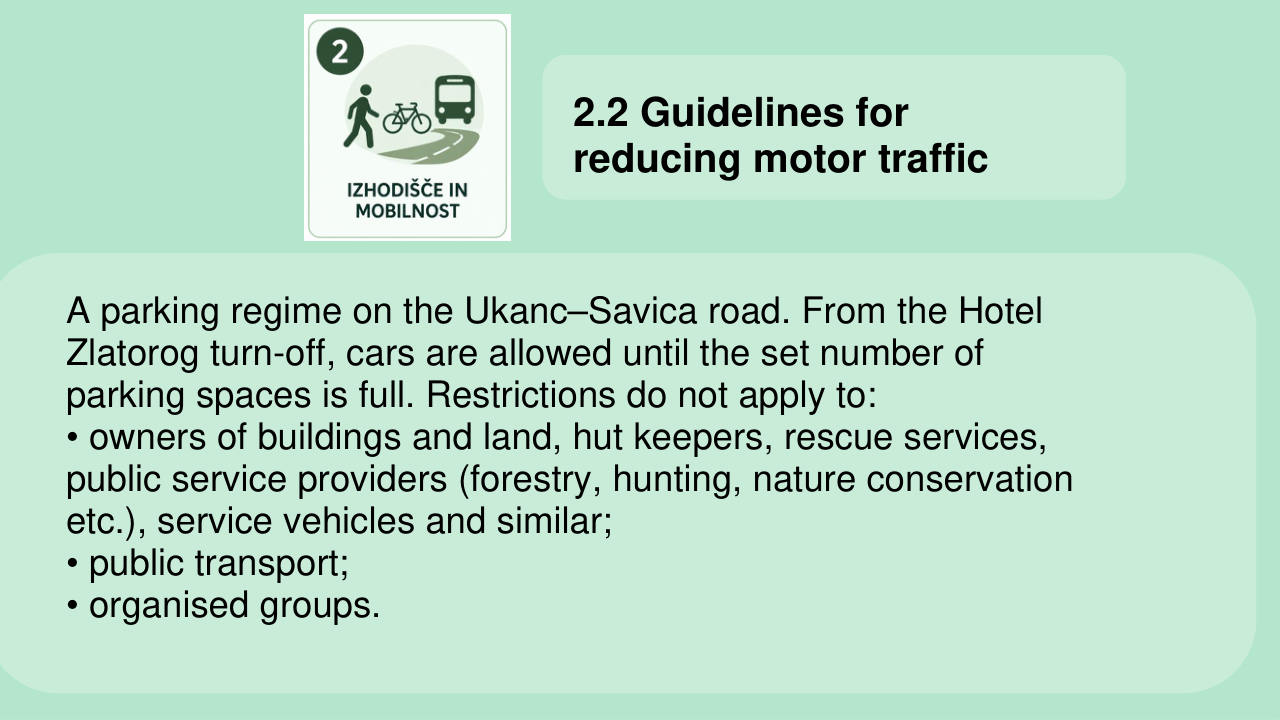 2
IZHODIŠČE IN
MOBILNOST
2.2 Guidelines for
reducing motor traffic
A parking regime on the Ukanc–Savica road. From the Hotel
Zlatorog turn-off, cars are allowed until the set number of
parking spaces is full. Restrictions do not apply to:
• owners of buildings and land, hut keepers, rescue services,
public service providers (forestry, hunting, nature conservation
etc.), service vehicles and similar;
• public transport;
• organised groups.